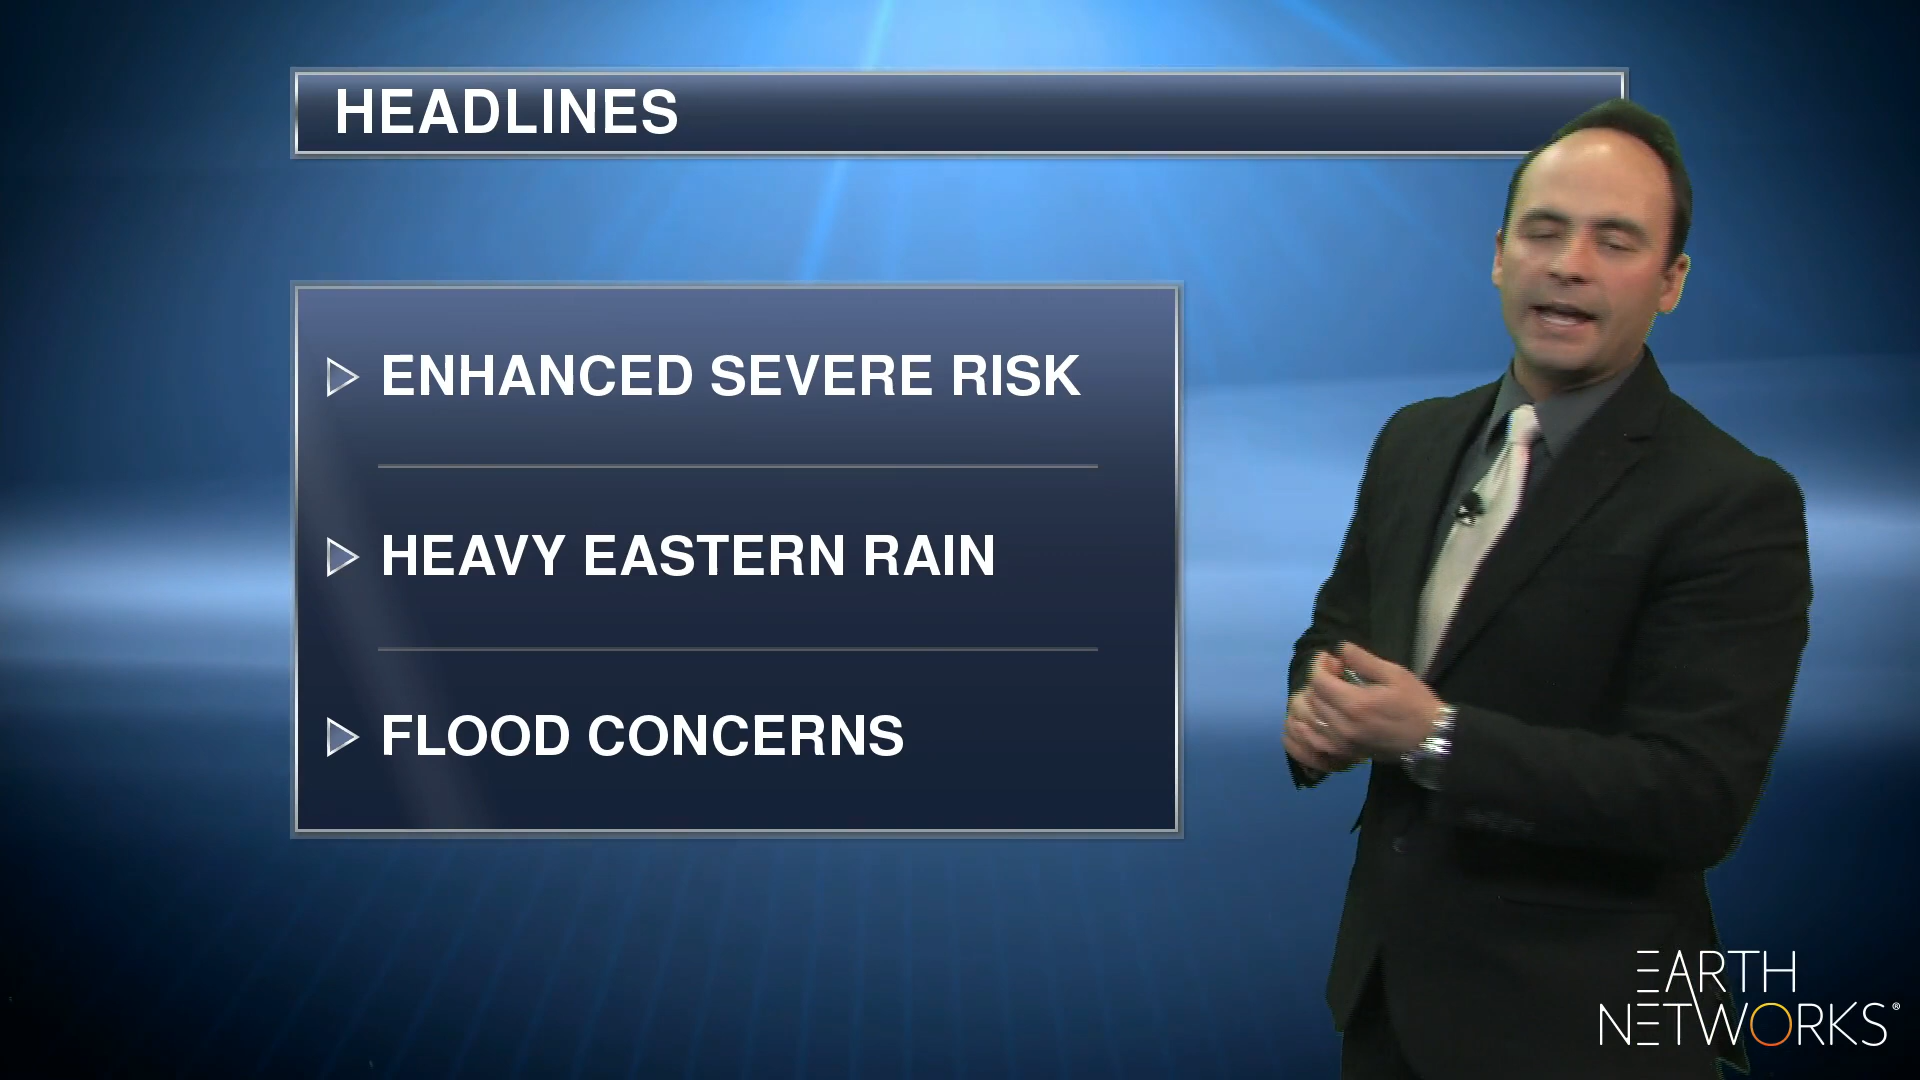 HEADLINES
ENHANCED SEVERE RISK
HEAVY EASTERN RAIN
FLOOD CONCERNS
EARTH
NETWORKS®